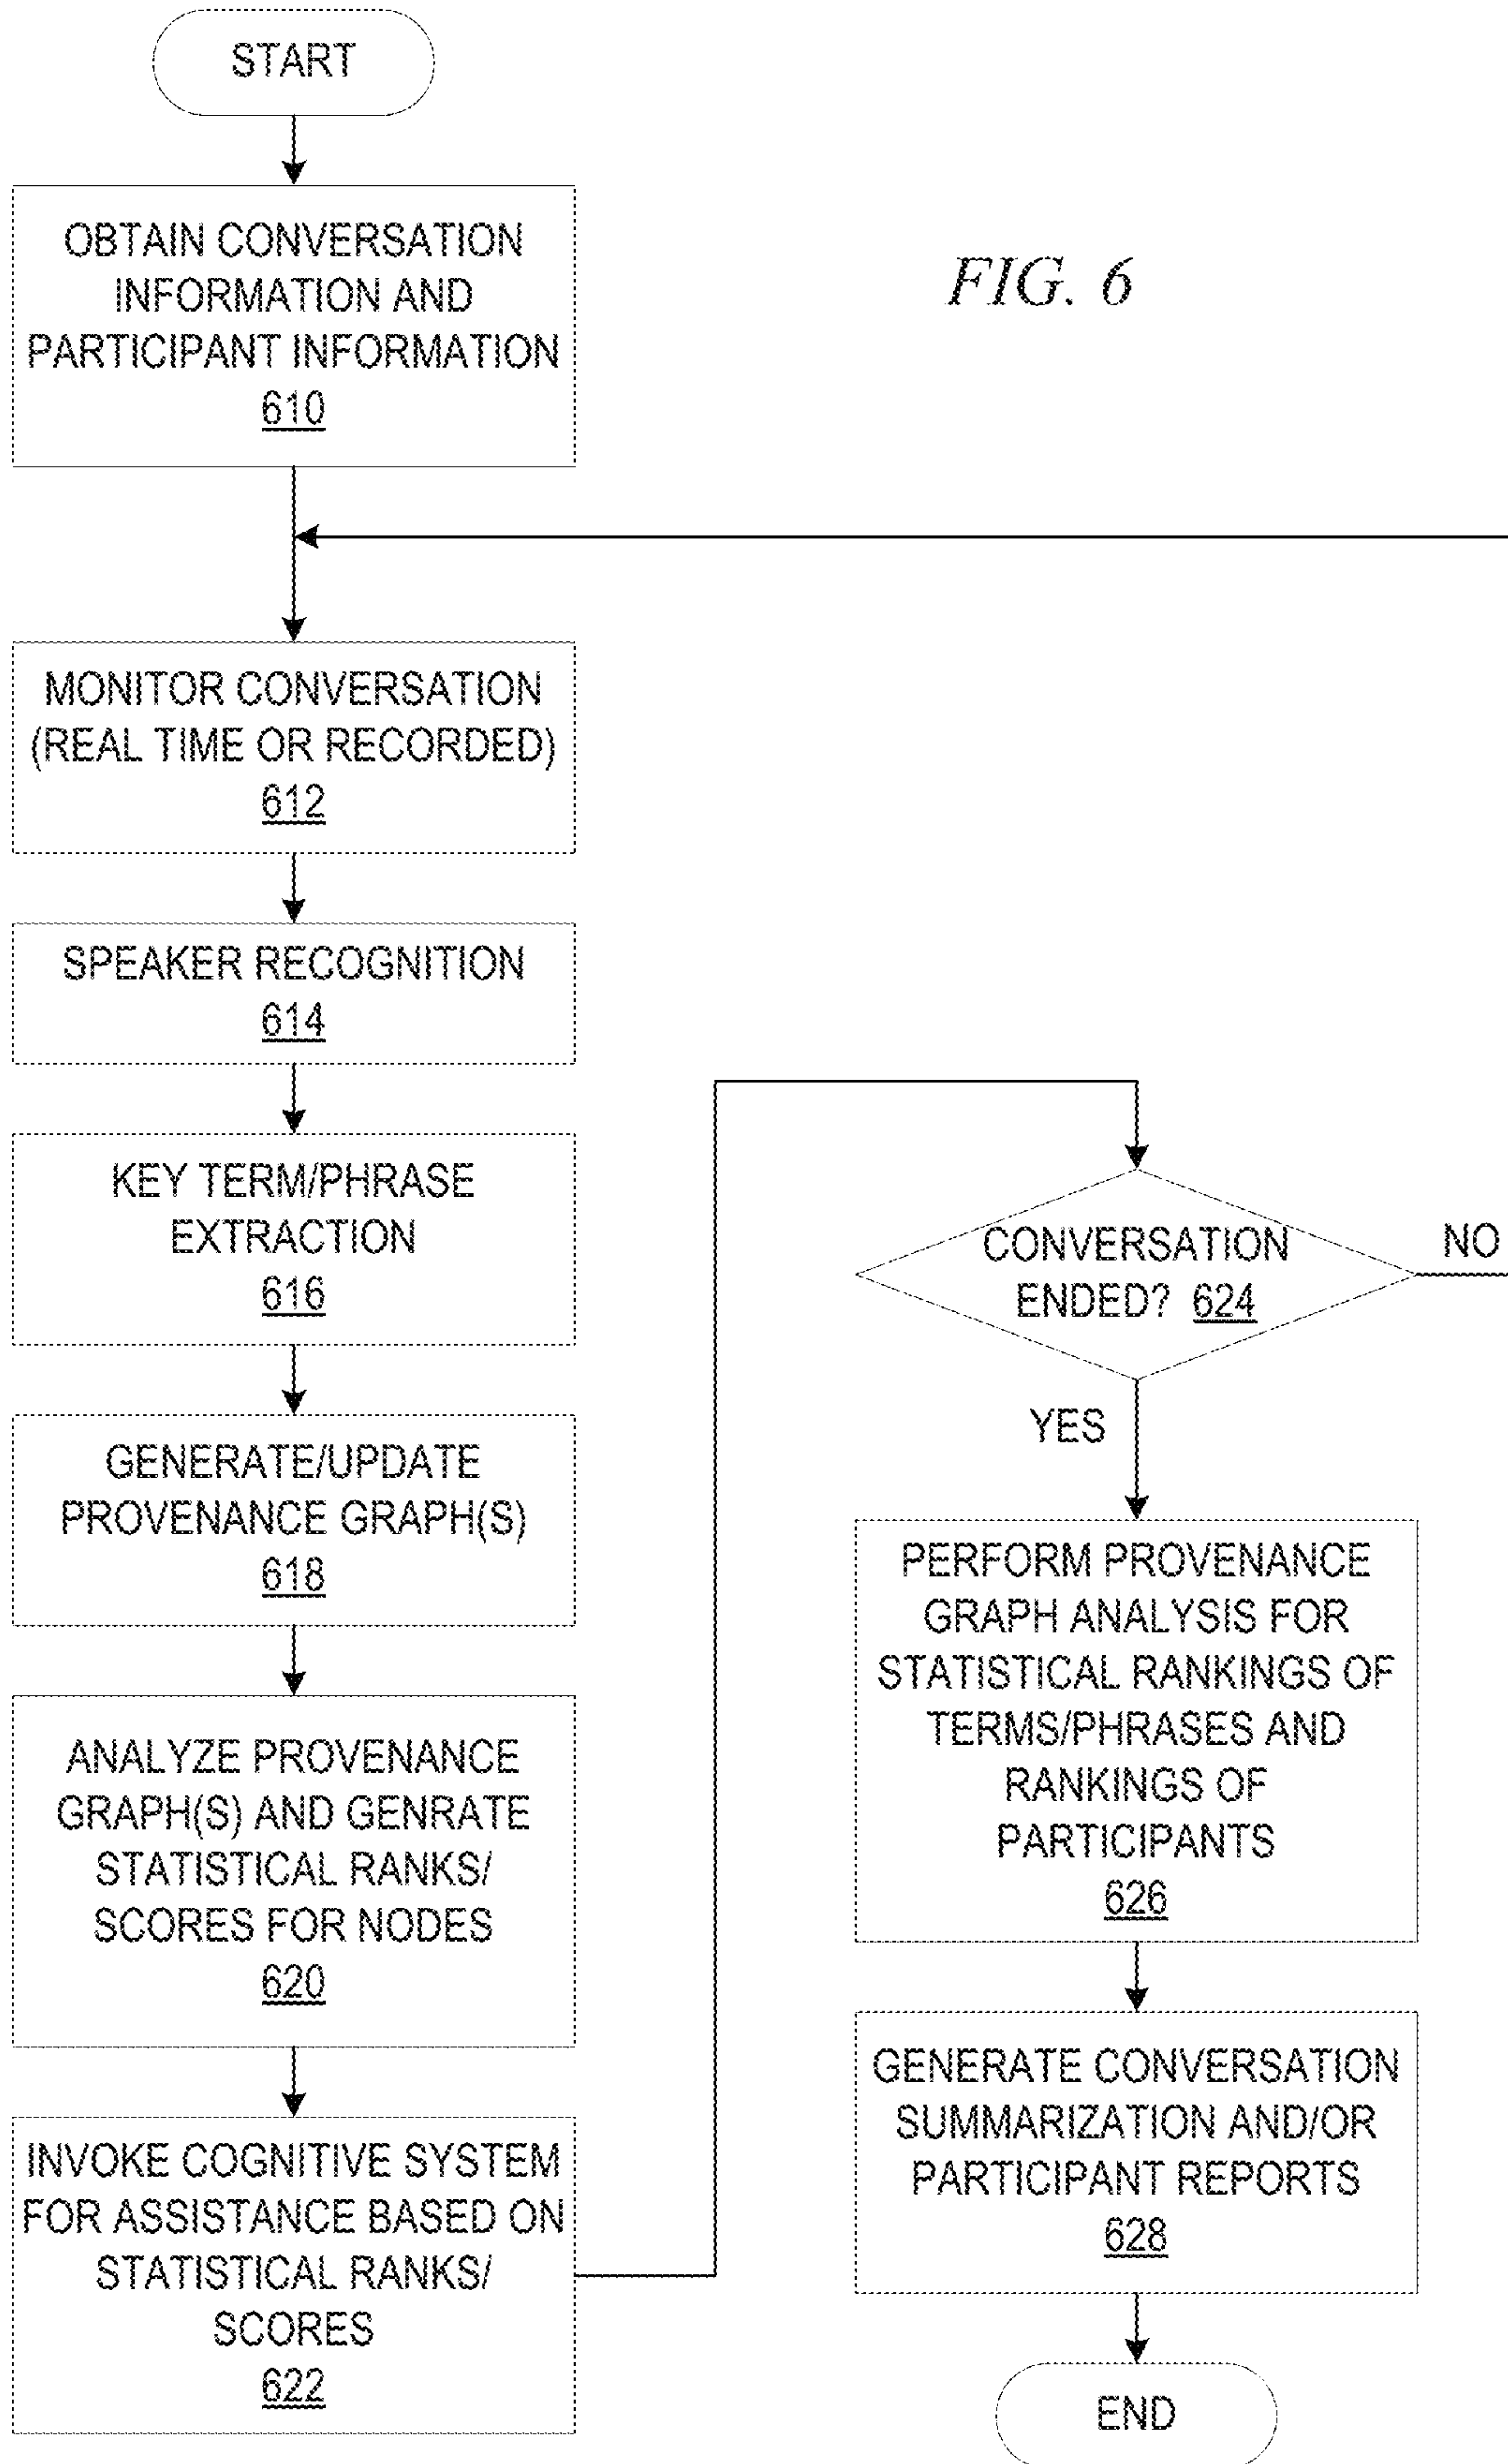 START
OBTAIN CONVERSATION
INFORMATION AND
PARTICIPANT INFORMATION
610
FIG. 6
MONITOR CONVERSATION
(REAL TIME OR RECORDED)
612
SPEAKER RECOGNITION
614
KEY TERM/PHRASE
EXTRACTION
616
GENERATE/UPDATE
PROVENANCE GRAPH(S)
618
ANALYZE PROVENANCE
GRAPH(S) AND GENRATE
STATISTICAL RANKS/
SCORES FOR NODES
620
INVOKE COGNITIVE SYSTEM
FOR ASSISTANCE BASED ON
STATISTICAL RANKS/
SCORES
622
CONVERSATION
ENDED? 624
NO
YES
PERFORM PROVENANCE
GRAPH ANALYSIS FOR
STATISTICAL RANKINGS OF
TERMS/PHRASES AND
RANKINGS OF
PARTICIPANTS
626
GENERATE CONVERSATION
SUMMARIZATION AND/OR
PARTICIPANT REPORTS
628
END